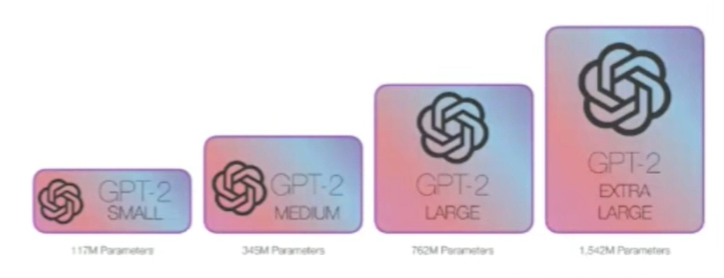 GPT-2
SMALL
GPT-2
MEDIUM
GPT-2
LARGE
GPT-2
EXTRA
LARGE
117M Parameters
345M Parameters
762M Parameters
1,542M Parameters